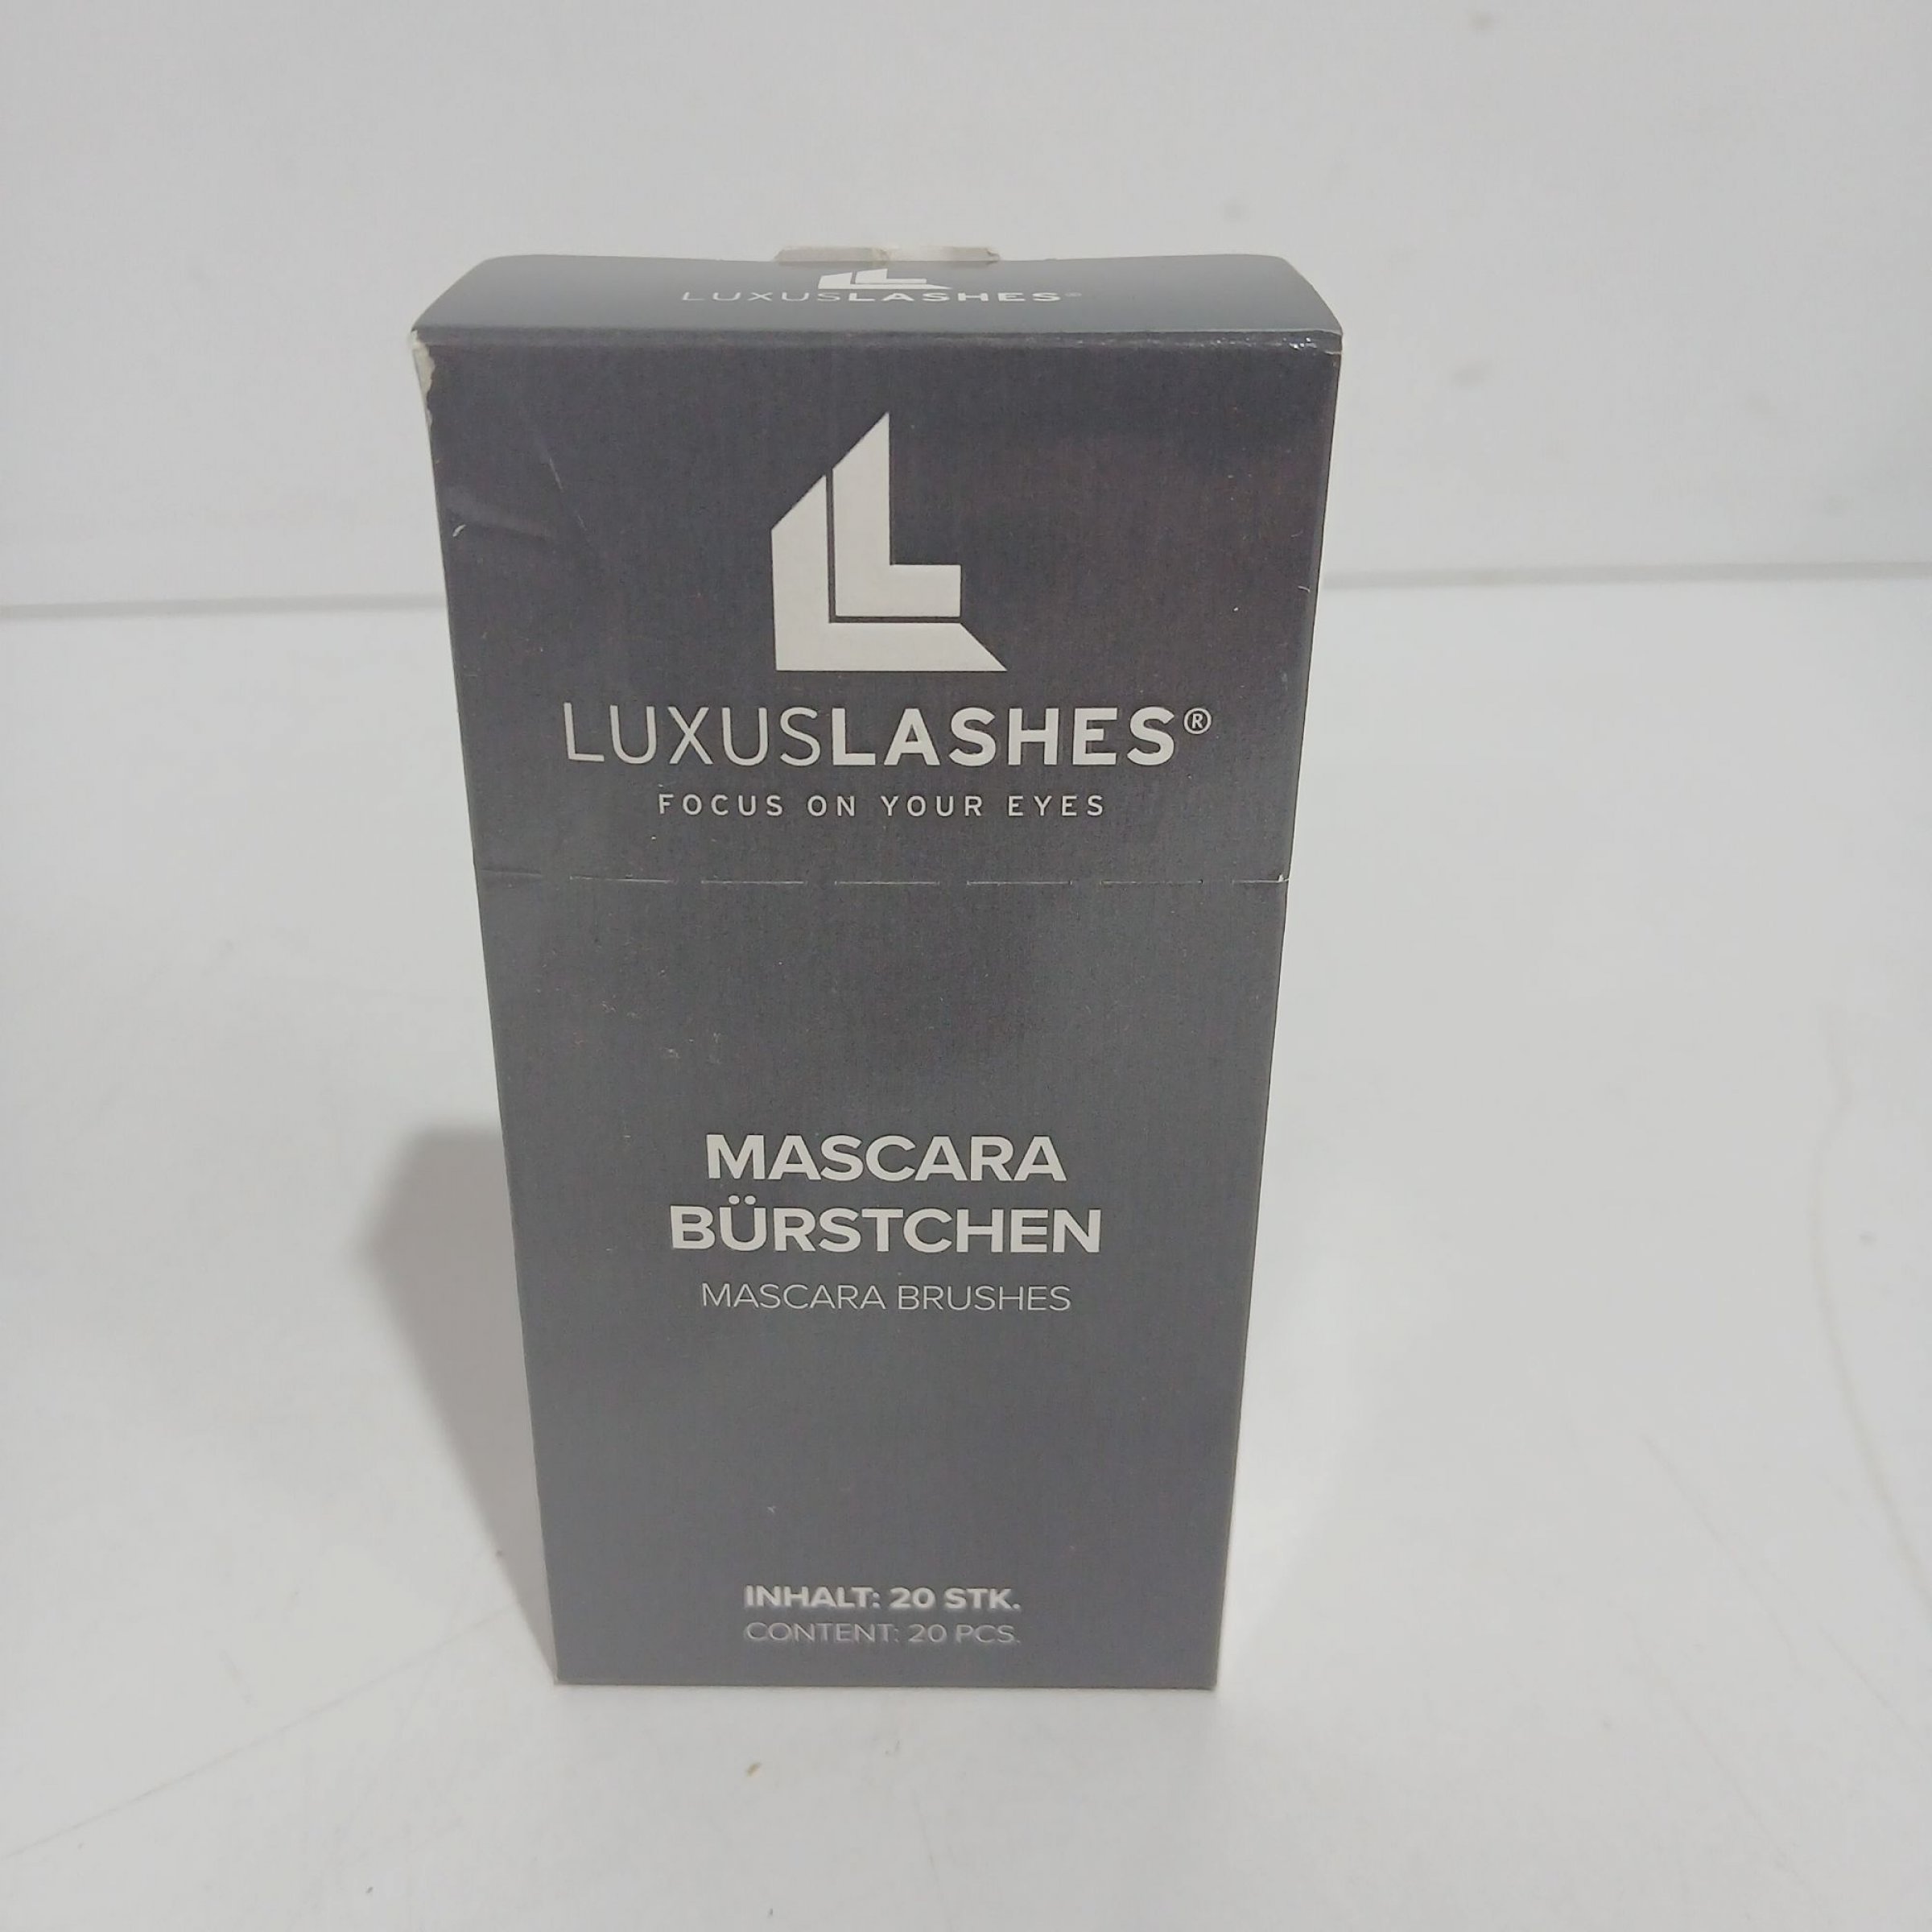 LUXUSLASHES®
LUXUSLASHES®
FOCUS ON YOUR EYES
MASCARA
BÜRSTCHEN
MASCARA BRUSHES
INHALT: 20 STK.
CONTENT: 20 PCS.